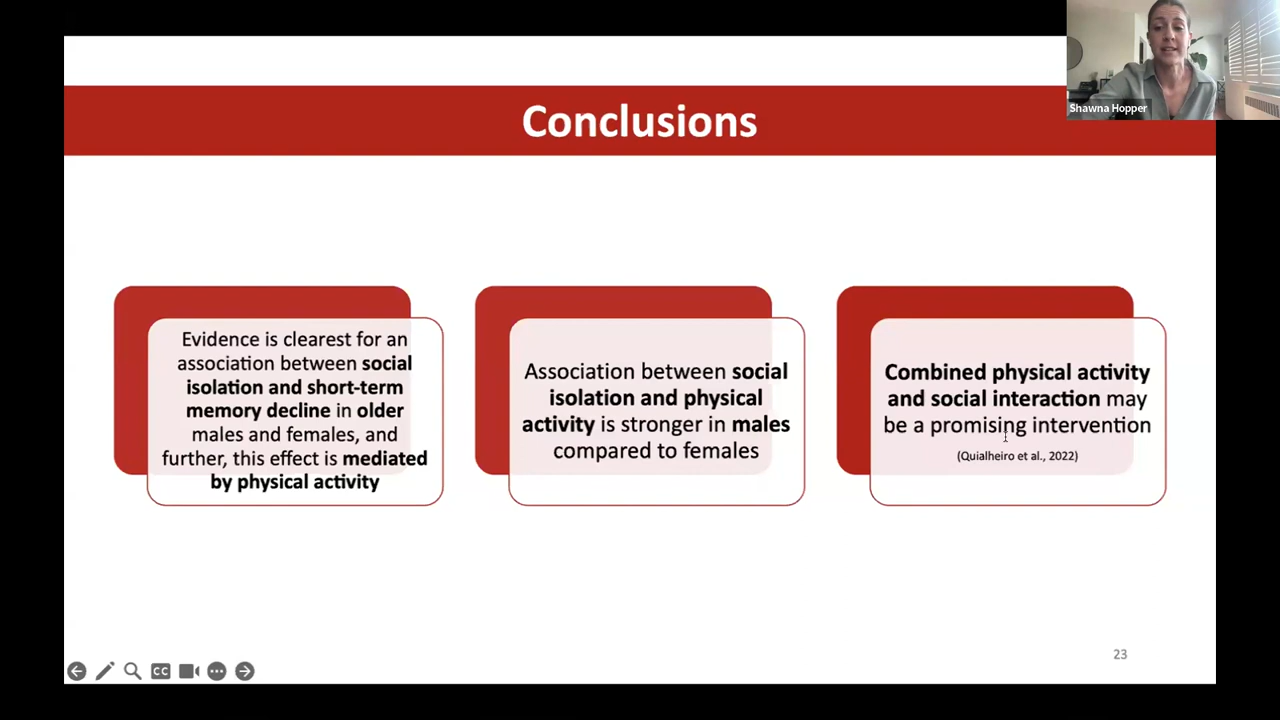 Shawna Hopper
Conclusions
Evidence is clearest for an
association between social
isolation and short-term
memory decline in older
males and females, and
further, this effect is mediated
by physical activity
Association between social
isolation and physical
activity is stronger in males
compared to females
Combined physical activity
and social interaction may
be a promising intervention
(Quialheiro et al., 2022)
CC
23